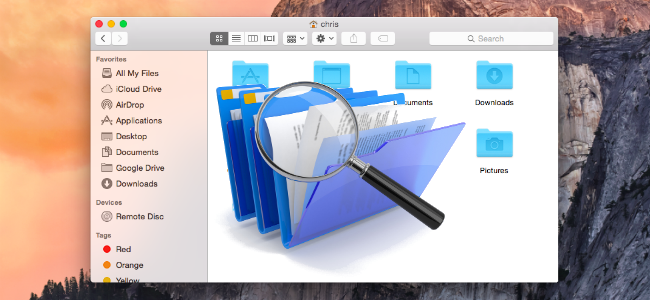 chris
Search
Favorites
All My Files
iCloud Drive
AirDrop
Applications
Desktop
Documents
Google Drive
Downloads
Devices
Remote Disc
Tags
Red
Orange
Yellow
Documents
Downloads
Pictures